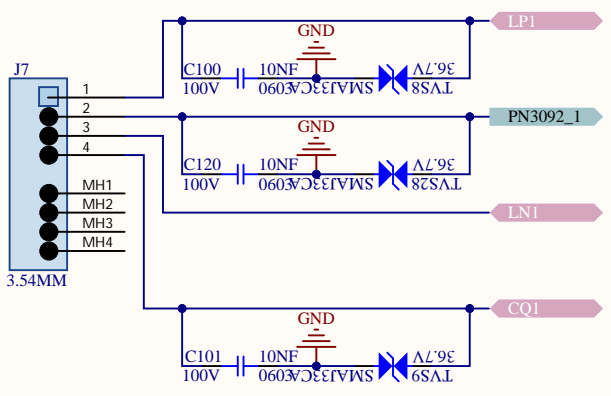 LP1
GND
J7
C100 10NF 36.7V
100V 0603 SMAJ33CA TVS8
1
2
PN3092_1
3
GND
4
C120 10NF 36.7V
100V 0603 SMAJ33CA TVS28
MH1
MH2
LN1
MH3
MH4
3.54MM
CQ1
GND
C101 10NF 36.7V
100V 0603 SMAJ33CA TVS9